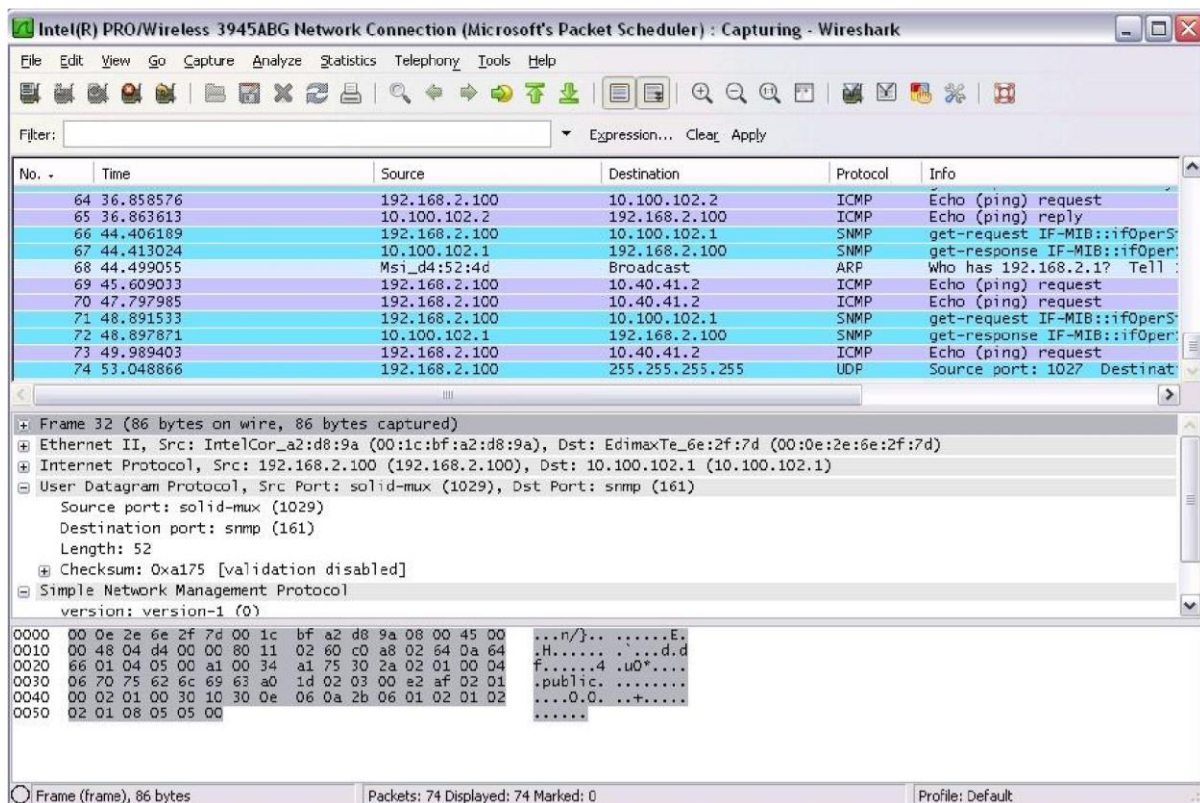 Intel(R) PRO/Wireless 3945ABG Network Connection (Microsoft's Packet Scheduler) : Capturing - Wireshark
File Edit View Go Capture Analyze Statistics Telephony Tools Help
Filter: Expression... Clear Apply
No. - Time Source Destination Protocol Info
64 36.858576 192.168.2.100 10.100.102.2 ICMP Echo (ping) request
65 36.863613 10.100.102.2 192.168.2.100 ICMP Echo (ping) reply
66 44.406189 192.168.2.100 10.100.102.1 SNMP get-request IF-MIB::ifOperS
67 44.413024 10.100.102.1 192.168.2.100 SNMP get-response IF-MIB::ifOper
68 44.499055 Msi_d4:52:4d Broadcast ARP Who has 192.168.2.1? Tell
69 45.609033 192.168.2.100 10.40.41.2 ICMP Echo (ping) request
70 47.797985 192.168.2.100 10.40.41.2 ICMP Echo (ping) request
71 48.891533 192.168.2.100 10.100.102.1 SNMP get-request IF-MIB::ifOperS
72 48.897871 10.100.102.1 192.168.2.100 SNMP get-response IF-MIB::ifOper
73 49.989403 192.168.2.100 10.40.41.2 ICMP Echo (ping) request
74 53.048866 192.168.2.100 255.255.255.255 UDP Source port: 1027 Destinat
Frame 32 (86 bytes on wire, 86 bytes captured)
Ethernet II, Src: IntelCor_a2:d8:9a (00:1c:bf:a2:d8:9a), Dst: EdimaxTe_6e:2f:7d (00:0e:2e:6e:2f:7d)
Internet Protocol, Src: 192.168.2.100 (192.168.2.100), Dst: 10.100.102.1 (10.100.102.1)
User Datagram Protocol, Src Port: solid-mux (1029), Dst Port: snmp (161)
Source port: solid-mux (1029)
Destination port: snmp (161)
Length: 52
Checksum: 0xa175 [validation disabled]
Simple Network Management Protocol
version: version-1 (0)
0000 00 0e 2e 6e 2f 7d 00 1c bf a2 d8 9a 08 00 45 00 ...n/}.. ......E.
0010 00 48 04 d4 00 00 80 11 02 60 c0 a8 02 64 0a 64 .H...... .`...d.d
0020 66 01 04 05 00 a1 00 34 a1 75 30 2a 02 01 00 04 f......4 .u0*....
0030 06 70 75 62 6c 69 63 a0 1d 02 03 00 e2 af 02 01 .public. ........
0040 00 02 01 00 30 10 30 0e 06 0a 2b 06 01 02 01 02 ....0.0. ..+.....
0050 02 01 08 05 05 00 ......
Frame (frame), 86 bytes Packets: 74 Displayed: 74 Marked: 0 Profile: Default